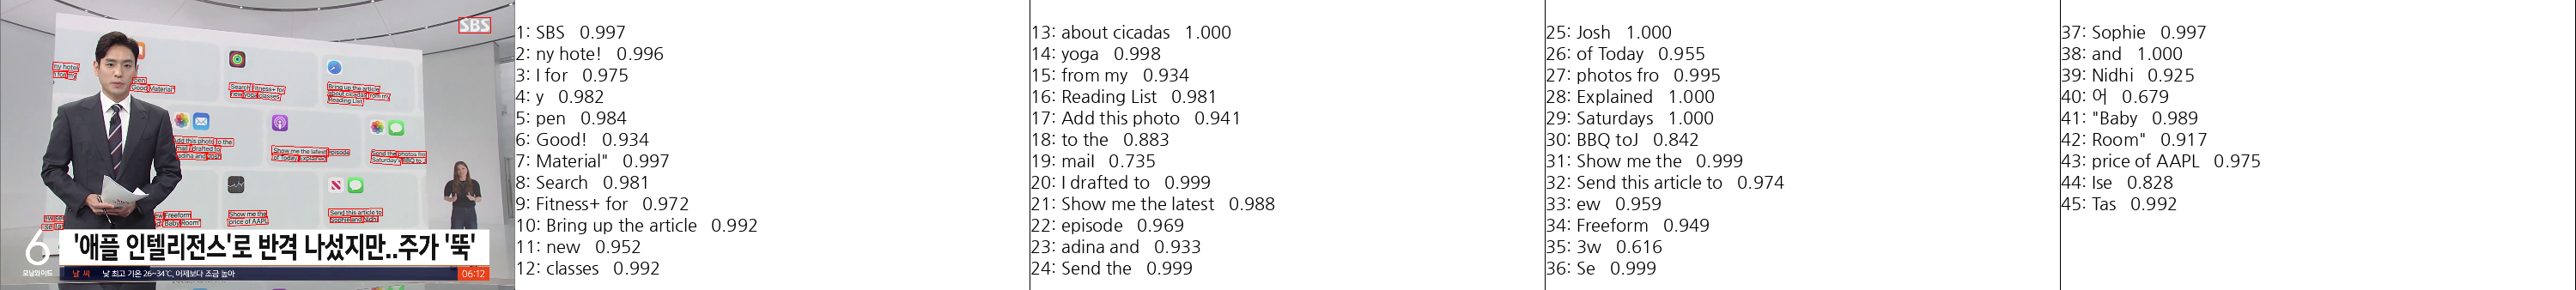 SBS
ny hote!
I for my
pen
Good Material"
Search Fitness+ for
new yoga classes
Bring up the article
about cicadas from my
Reading List
Add this photo to the
mail I drafted to
adina and Josh
Show me the latest episode
of Today Explained
Send the photos fro
Saturday's BBQ to
ew Freeform
"Baby Room"
Show me the
price of AAPL
Send this article to
Sophie and Nidhi
6
모닝와이드
'애플 인텔리전스'로 반격 나섰지만..주가 '뚝'
날 씨 낮 최고 기온 26~34℃, 어제보다 조금 높아
06:12
1: SBS 0.997
2: ny hote! 0.996
3: I for 0.975
4: y 0.982
5: pen 0.984
6: Good! 0.934
7: Material" 0.997
8: Search 0.981
9: Fitness+ for 0.972
10: Bring up the article 0.992
11: new 0.952
12: classes 0.992
13: about cicadas 1.000
14: yoga 0.998
15: from my 0.934
16: Reading List 0.981
17: Add this photo 0.941
18: to the 0.883
19: mail 0.735
20: I drafted to 0.999
21: Show me the latest 0.988
22: episode 0.969
23: adina and 0.933
24: Send the 0.999
25: Josh 1.000
26: of Today 0.955
27: photos fro 0.995
28: Explained 1.000
29: Saturdays 1.000
30: BBQ toJ 0.842
31: Show me the 0.999
32: Send this article to 0.974
33: ew 0.959
34: Freeform 0.949
35: 3w 0.616
36: Se 0.999
37: Sophie 0.997
38: and 1.000
39: Nidhi 0.925
40: 어 0.679
41: "Baby 0.989
42: Room" 0.917
43: price of AAPL 0.975
44: Ise 0.828
45: Tas 0.992